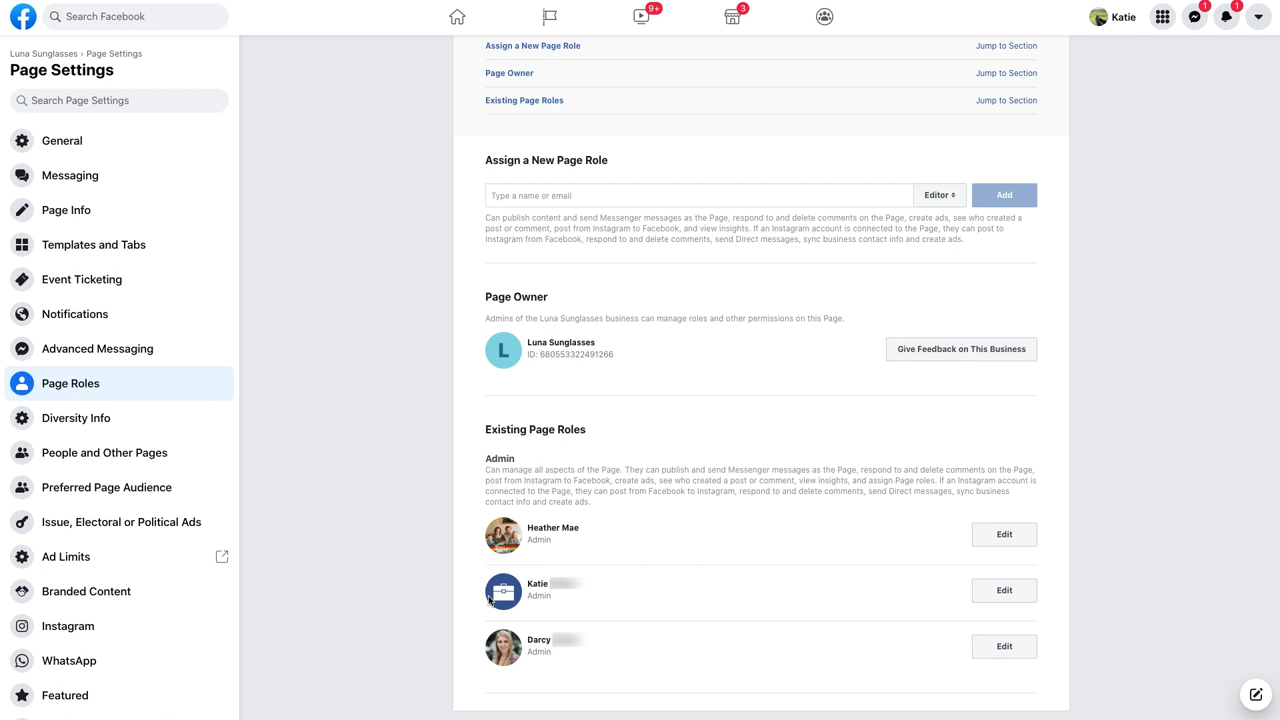 Search Facebook
9+
3
Katie
1
1
Luna Sunglasses › Page Settings
Page Settings
Search Page Settings
General
Messaging
Page Info
Templates and Tabs
Event Ticketing
Notifications
Advanced Messaging
Page Roles
Diversity Info
People and Other Pages
Preferred Page Audience
Issue, Electoral or Political Ads
Ad Limits
Branded Content
Instagram
WhatsApp
Featured
Assign a New Page Role Jump to Section
Page Owner Jump to Section
Existing Page Roles Jump to Section
Assign a New Page Role
Type a name or email Editor Add
Can publish content and send Messenger messages as the Page, respond to and delete comments on the Page, create ads, see who created a
post or comment, post from Instagram to Facebook, and view insights. If an Instagram account is connected to the Page, they can post to
Instagram from Facebook, respond to and delete comments, send Direct messages, sync business contact info and create ads.
Page Owner
Admins of the Luna Sunglasses business can manage roles and other permissions on this Page.
L
Luna Sunglasses
ID: 680553322491266
Give Feedback on This Business
Existing Page Roles
Admin
Can manage all aspects of the Page. They can publish and send Messenger messages as the Page, respond to and delete comments on the Page,
post from Instagram to Facebook, create ads, see who created a post or comment, view insights, and assign Page roles. If an Instagram account is
connected to the Page, they can post from Facebook to Instagram, respond to and delete comments, send Direct messages, sync business
contact info and create ads.
Heather Mae
Admin
Edit
Katie
Admin
Edit
Darcy
Admin
Edit